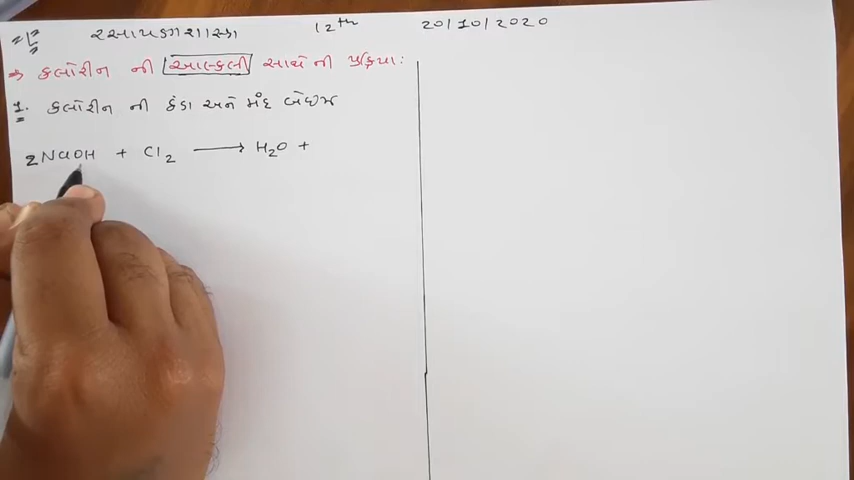 =L= રસાયણશાસ્ત્ર 12th 20/10/2020
⇒ ક્લોરીન ની આલ્કલી સાથે ની પ્રક્રિયા:
1. ક્લોરીન ની ઠંડા અને મંદ બેઇઝ
2NaOH + Cl2 ⟶ H2O +